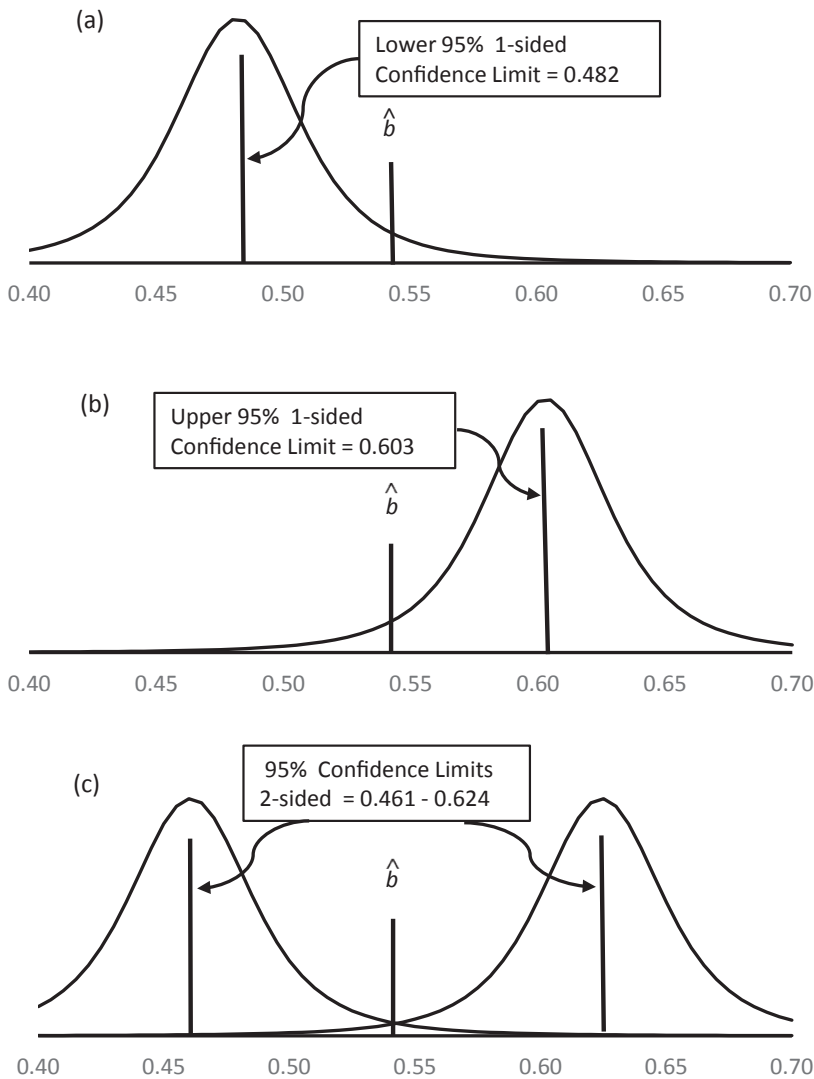 (a)
Lower 95% 1-sided
Confidence Limit = 0.482
b̂
0.40 0.45 0.50 0.55 0.60 0.65 0.70
(b)
Upper 95% 1-sided
Confidence Limit = 0.603
b̂
0.40 0.45 0.50 0.55 0.60 0.65 0.70
(c)
95% Confidence Limits
2-sided = 0.461 - 0.624
b̂
0.40 0.45 0.50 0.55 0.60 0.65 0.70